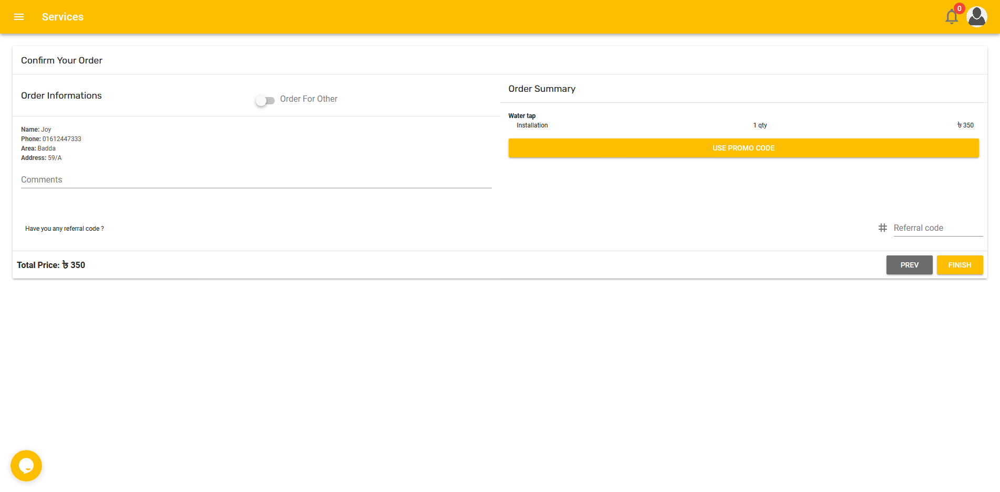 Services
0
Confirm Your Order
Order Informations
Order For Other
Name: Joy
Phone: 01612447333
Area: Badda
Address: 59/A
Comments
Order Summary
Water tap
Installation 1 qty ৳ 350
USE PROMO CODE
Have you any referral code ?
# Referral code
Total Price: ৳ 350
PREV
FINISH